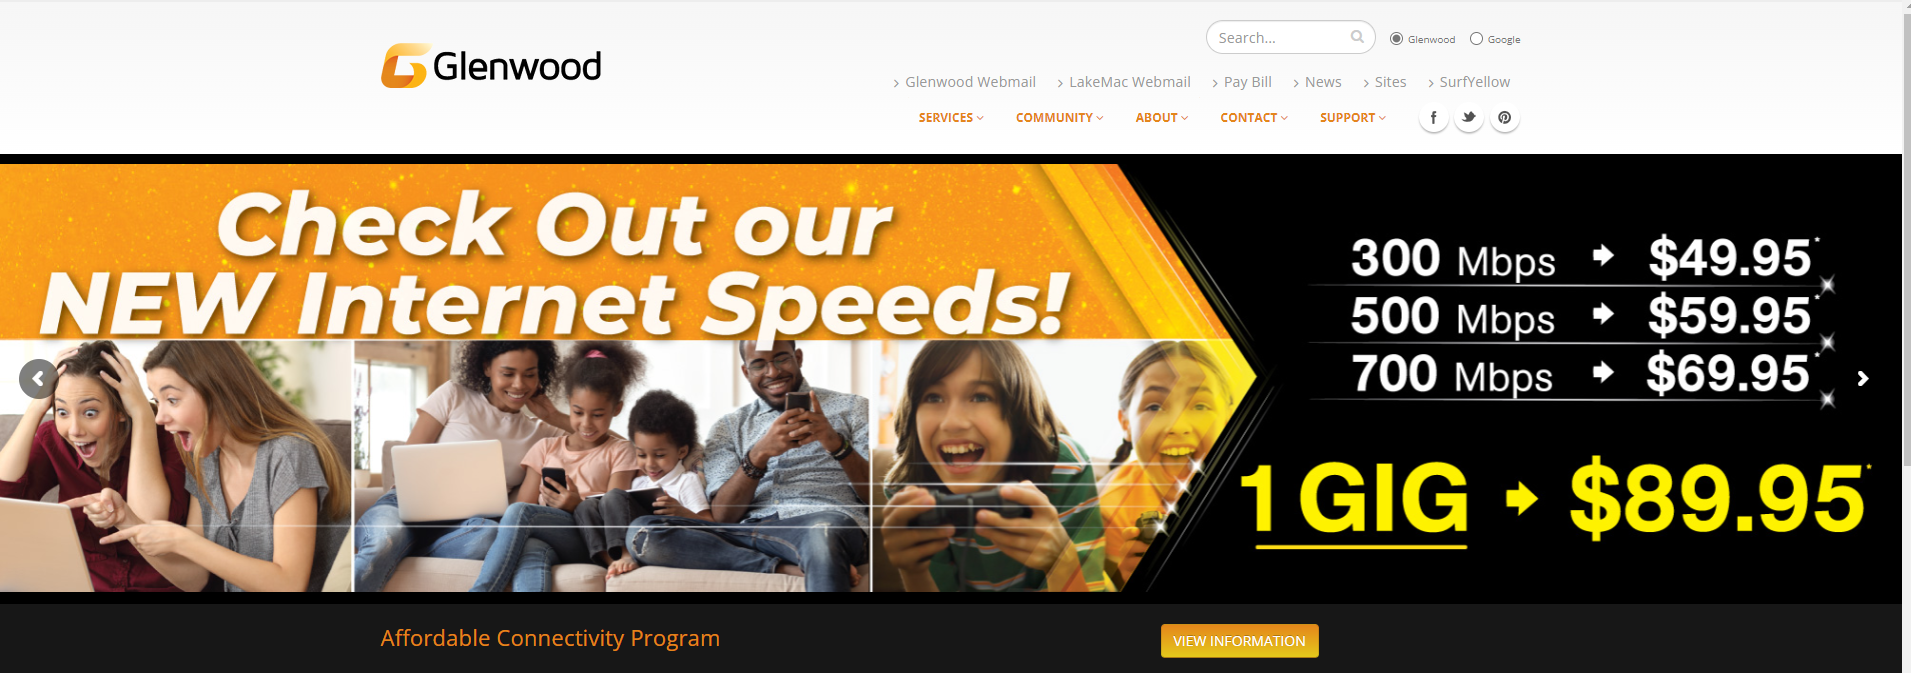 Search...
Glenwood
Google
Glenwood
Glenwood Webmail
LakeMac Webmail
Pay Bill
News
Sites
SurfYellow
SERVICES
COMMUNITY
ABOUT
CONTACT
SUPPORT
Check Out our
NEW Internet Speeds!
300 Mbps $49.95*
500 Mbps $59.95*
700 Mbps $69.95*
1 GIG $89.95*
Affordable Connectivity Program
VIEW INFORMATION